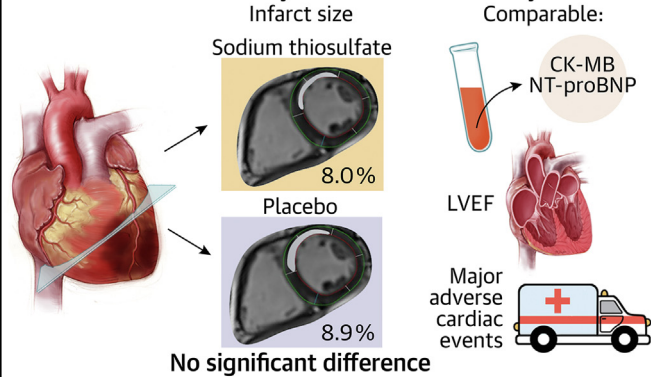 Infarct size
Sodium thiosulfate
8.0%
Placebo
8.9%
No significant difference
Comparable:
CK-MB
NT-proBNP
LVEF
Major
adverse
cardiac
events